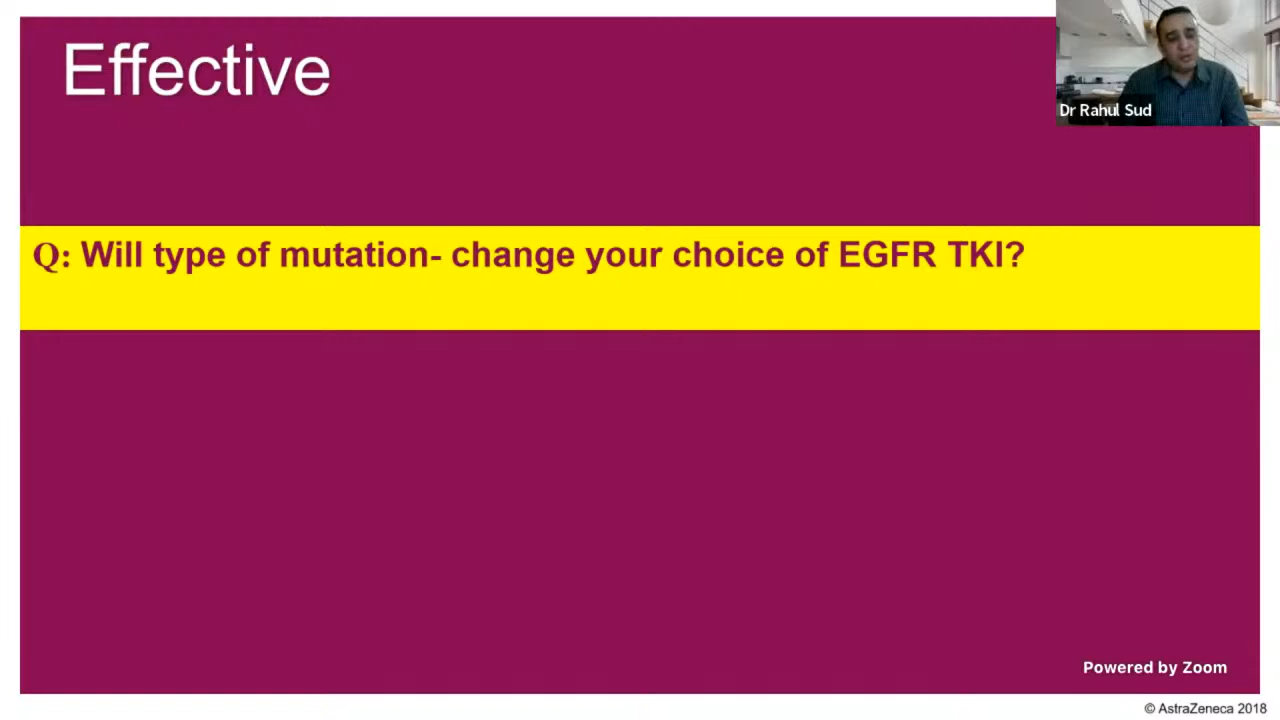 Effective
Dr Rahul Sud
Q: Will type of mutation- change your choice of EGFR TKI?
Powered by Zoom
© AstraZeneca 2018